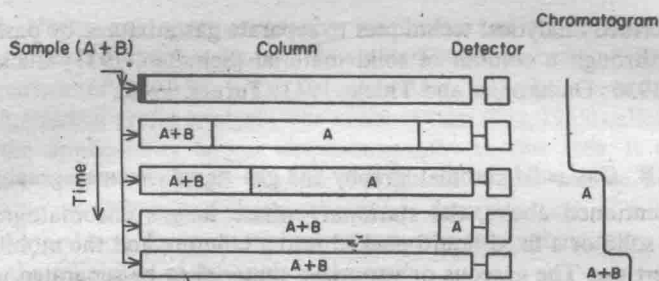 Chromatogram
Sample (A+B) Column Detector
A+B A
A
A+B A
Time
A+B A
A+B
A+B